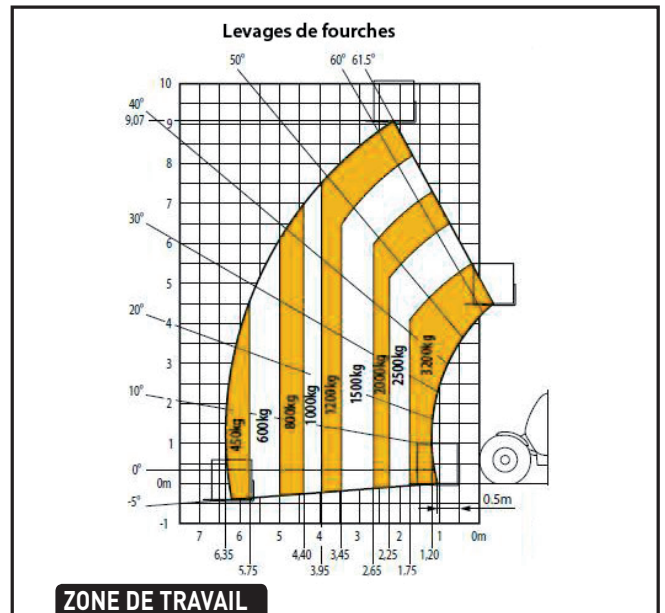 Levages de fourches
50° 60° 61.5°
10
40°
9,07
9
8
30°
7
6
5
20°
4
3
10°
2
1
0°
0m
-5°
-1
450kg
600kg
800kg
1000kg
1200kg
1500kg
2000kg
2500kg
3200kg
0.5m
7 6 5 4 3 2 1 0m
6,35 4,40 3,45 2,25 1,20
5.75 3.95 2.65 1.75
ZONE DE TRAVAIL